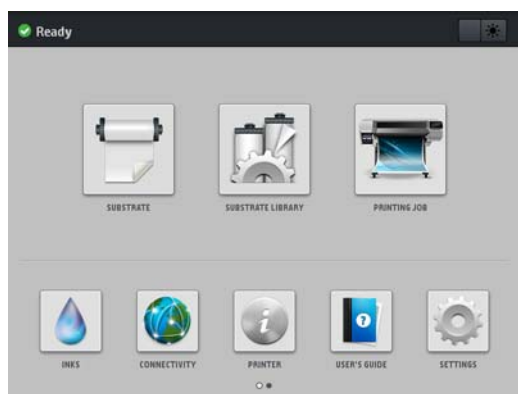 Ready
SUBSTRATE
SUBSTRATE LIBRARY
PRINTING JOB
INKS
CONNECTIVITY
PRINTER
USER'S GUIDE
SETTINGS